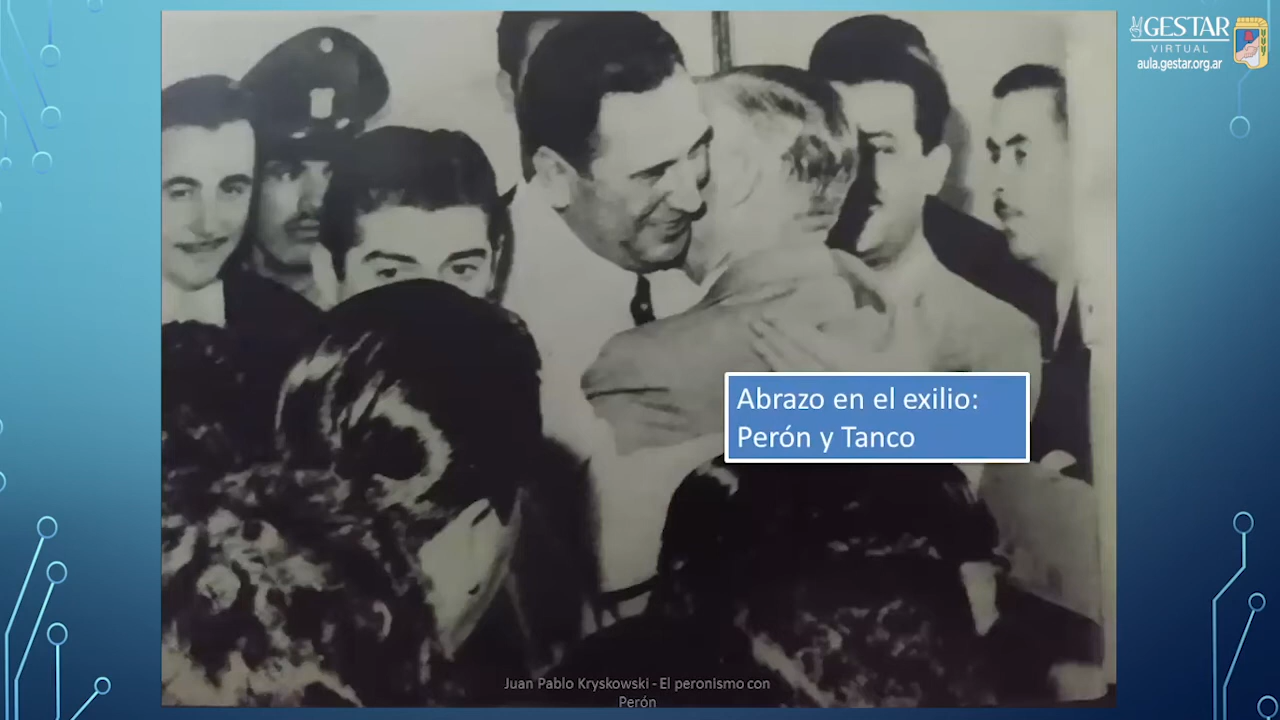 GESTAR
VIRTUAL
aula.gestar.org.ar
Abrazo en el exilio:
Perón y Tanco
Juan Pablo Kryskowski - El peronismo con
Perón